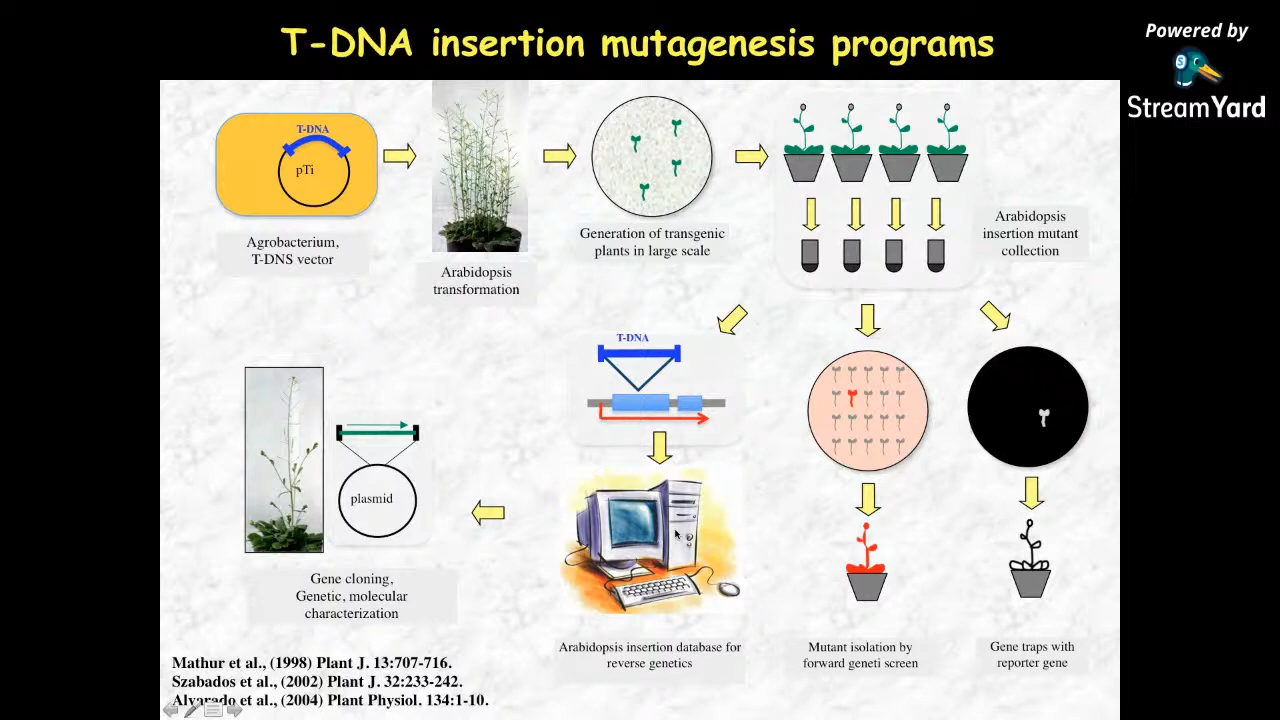 T-DNA insertion mutagenesis programs
Powered by
StreamYard
T-DNA
pTi
Agrobacterium,
T-DNS vector
Arabidopsis
transformation
Generation of transgenic
plants in large scale
Arabidopsis
insertion mutant
collection
T-DNA
plasmid
Gene cloning,
Genetic, molecular
characterization
Arabidopsis insertion database for
reverse genetics
Mutant isolation by
forward geneti screen
Gene traps with
reporter gene
Mathur et al., (1998) Plant J. 13:707-716.
Szabados et al., (2002) Plant J. 32:233-242.
Alvarado et al., (2004) Plant Physiol. 134:1-10.